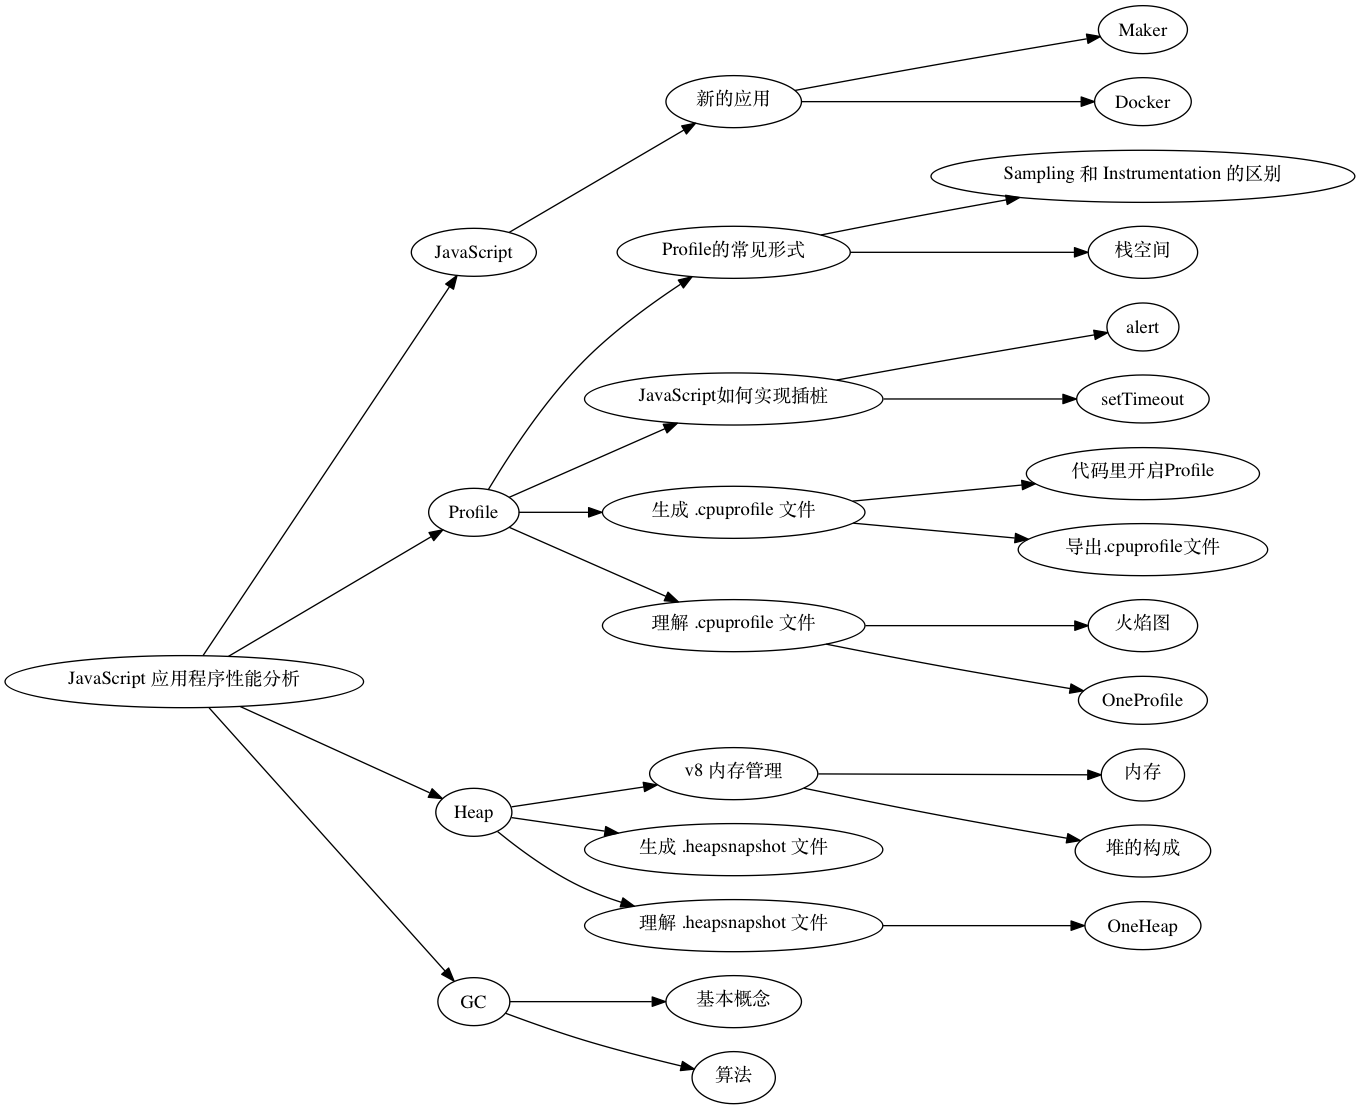 Maker
新的应用
Docker
Sampling 和 Instrumentation 的区别
JavaScript
Profile的常见形式
栈空间
alert
JavaScript如何实现插桩
setTimeout
代码里开启Profile
Profile
生成 .cpuprofile 文件
导出.cpuprofile文件
理解 .cpuprofile 文件
火焰图
JavaScript 应用程序性能分析
OneProfile
v8 内存管理
内存
Heap
生成 .heapsnapshot 文件
堆的构成
理解 .heapsnapshot 文件
OneHeap
GC
基本概念
算法